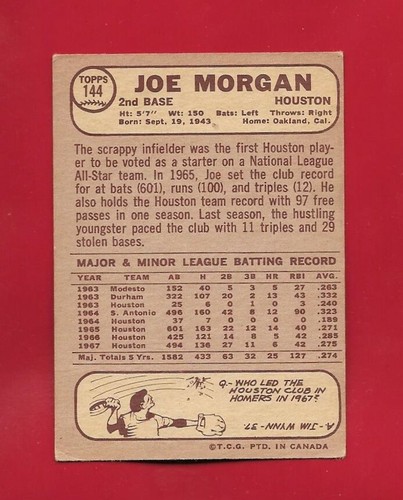 TOPPS
144
JOE MORGAN
2nd BASE HOUSTON
Ht: 5'7" Wt: 150 Bats: Left Throws: Right
Born: Sept. 19, 1943 Home: Oakland, Cal.
The scrappy infielder was the first Houston play-
er to be voted as a starter on a National League
All-Star team. In 1965, Joe set the club record
for at bats (601), runs (100), and triples (12). He
also holds the Houston team record with 97 free
passes in one season. Last season, the hustling
youngster paced the club with 11 triples and 29
stolen bases.
MAJOR & MINOR LEAGUE BATTING RECORD
YEAR TEAM AB H 2B 3B HR RBI AVG.
1963 Modesto 152 40 5 3 5 27 .263
1963 Durham 322 107 20 2 13 43 .332
1963 Houston 25 6 0 1 0 3 .240
1964 S. Antonio 496 160 42 8 12 90 .323
1964 Houston 37 7 0 0 0 0 .189
1965 Houston 601 163 22 12 14 40 .271
1966 Houston 425 121 14 8 5 42 .285
1967 Houston 494 136 27 11 6 42 .275
Maj. Totals 5 Yrs. 1582 433 63 32 25 127 .274
Q-WHO LED THE
HOUSTON CLUB IN
HOMERS IN 1967?
A-JIM WYNN-37.
©T.C.G. PTD. IN CANADA